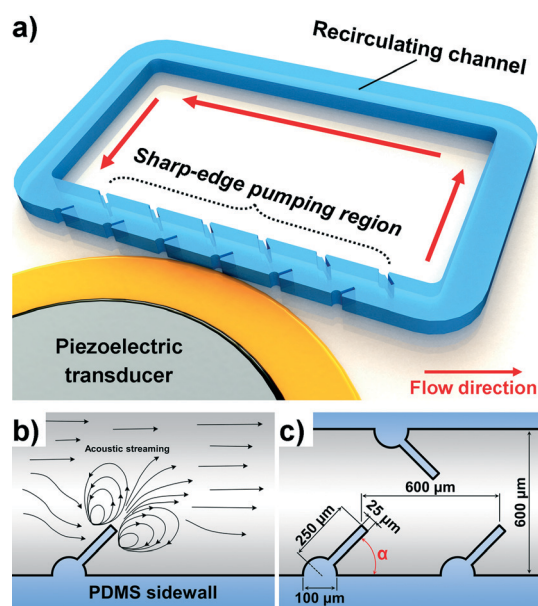 a)
Recirculating channel
Sharp-edge pumping region
Piezoelectric
transducer
Flow direction
b)
Acoustic streaming
PDMS sidewall
c)
600 µm
25 µm
250 µm
α
100 µm
600 µm